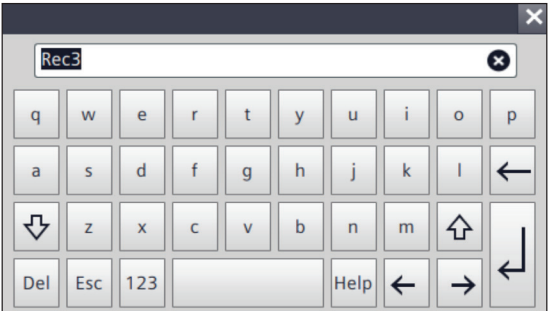 Rec3
q w e r t y u i o p
a s d f g h j k l
z x c v b n m
Del Esc 123 Help